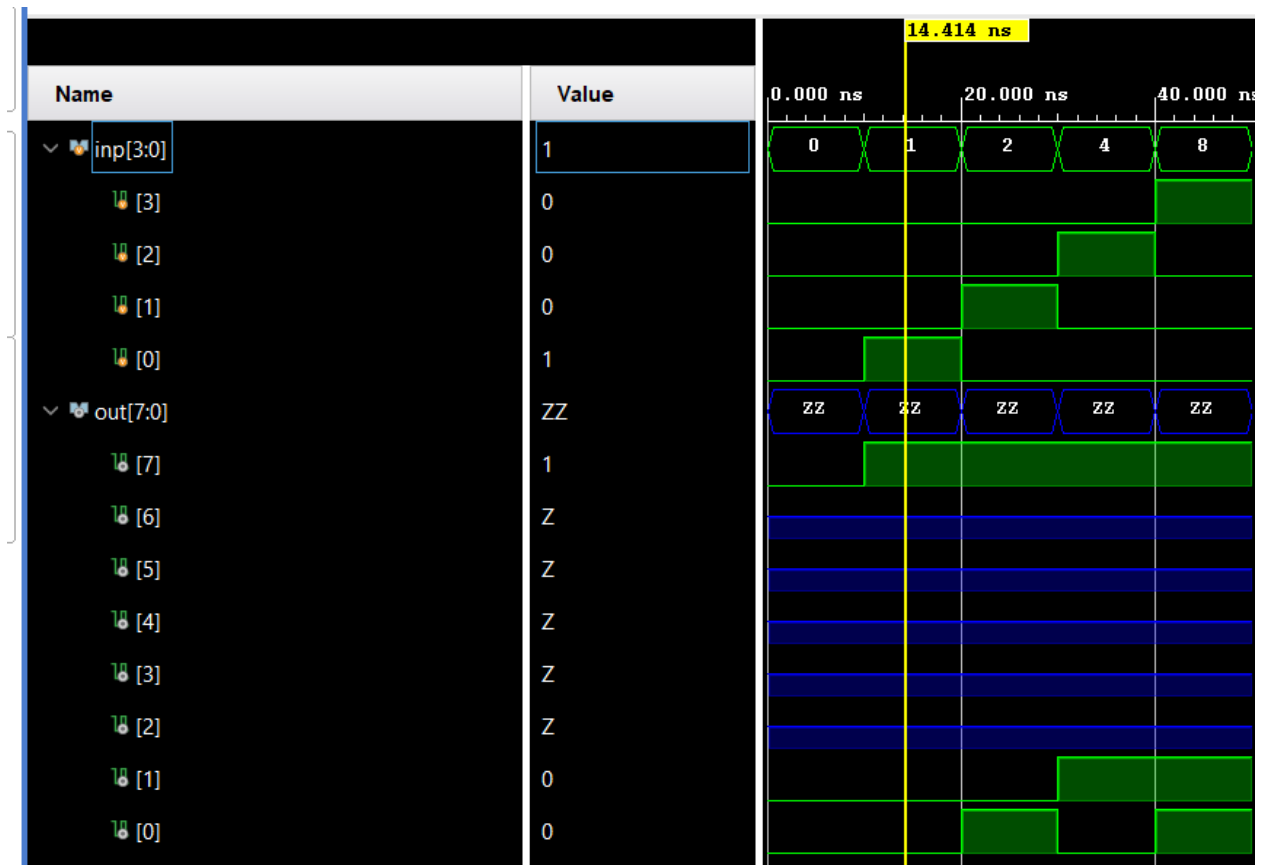 14.414 ns
Name Value 0.000 ns 20.000 ns 40.000 ns
inp[3:0] 1 0 1 2 4 8
[3] 0
[2] 0
[1] 0
[0] 1
out[7:0] ZZ ZZ ZZ ZZ ZZ ZZ
[7] 1
[6] Z
[5] Z
[4] Z
[3] Z
[2] Z
[1] 0
[0] 0